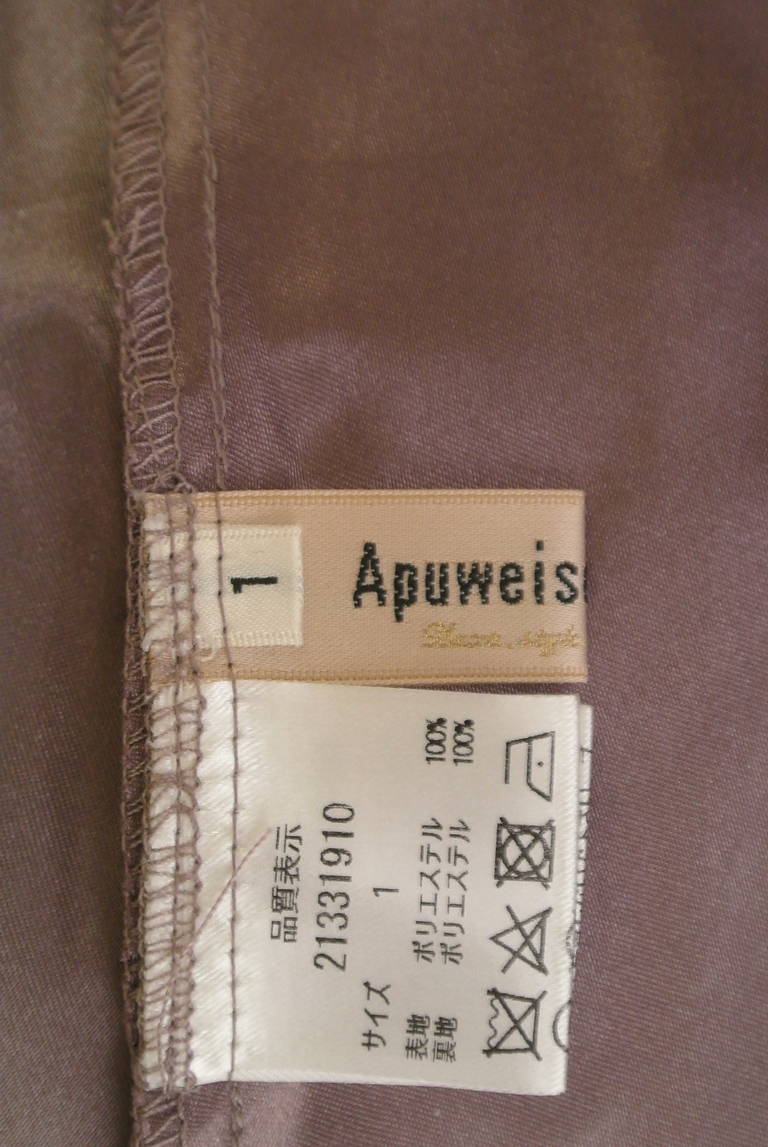 1
Apuweis
品質表示
21331910
サイズ 1
表地 ポリエステル 100%
裏地 ポリエステル 100%